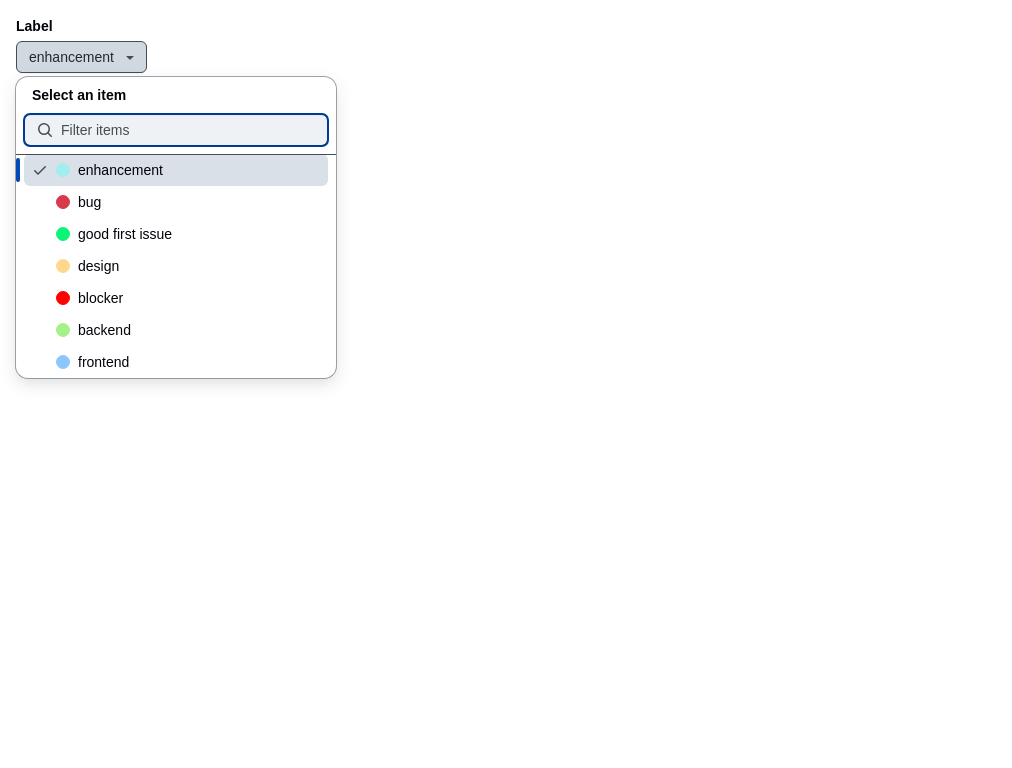 Label
enhancement
Select an item
Filter items
enhancement
bug
good first issue
design
blocker
backend
frontend